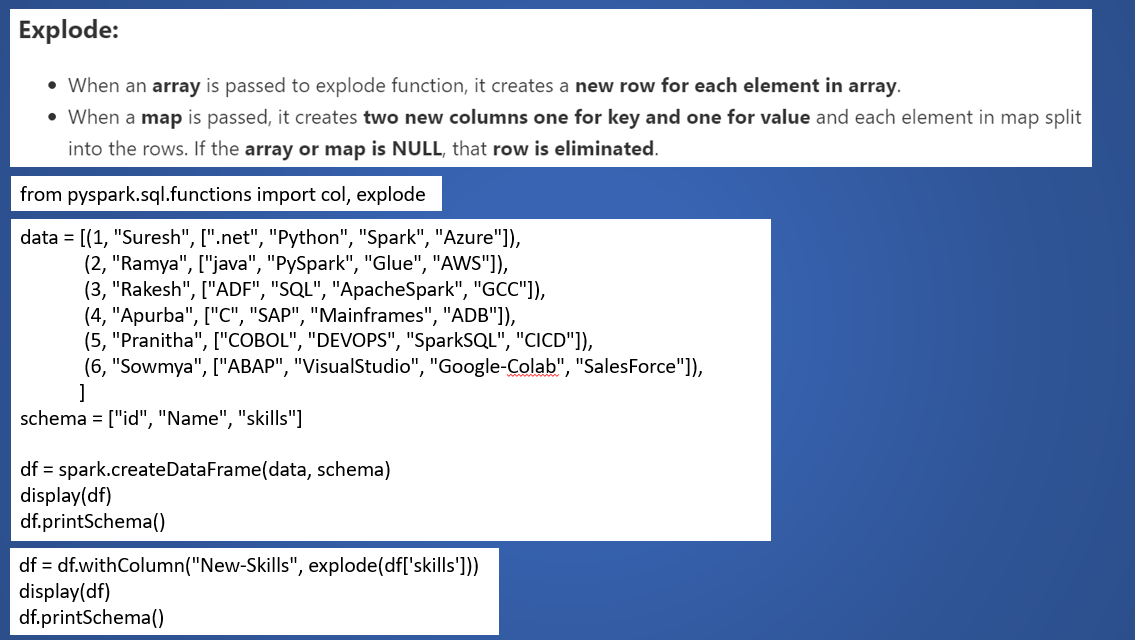 Explode:
• When an array is passed to explode function, it creates a new row for each element in array.
• When a map is passed, it creates two new columns one for key and one for value and each element in map split
into the rows. If the array or map is NULL, that row is eliminated.
from pyspark.sql.functions import col, explode
data = [(1, "Suresh", [".net", "Python", "Spark", "Azure"]),
(2, "Ramya", ["java", "PySpark", "Glue", "AWS"]),
(3, "Rakesh", ["ADF", "SQL", "ApacheSpark", "GCC"]),
(4, "Apurba", ["C", "SAP", "Mainframes", "ADB"]),
(5, "Pranitha", ["COBOL", "DEVOPS", "SparkSQL", "CICD"]),
(6, "Sowmya", ["ABAP", "VisualStudio", "Google-Colab", "SalesForce"]),
]
schema = ["id", "Name", "skills"]
df = spark.createDataFrame(data, schema)
display(df)
df.printSchema()
df = df.withColumn("New-Skills", explode(df['skills']))
display(df)
df.printSchema()